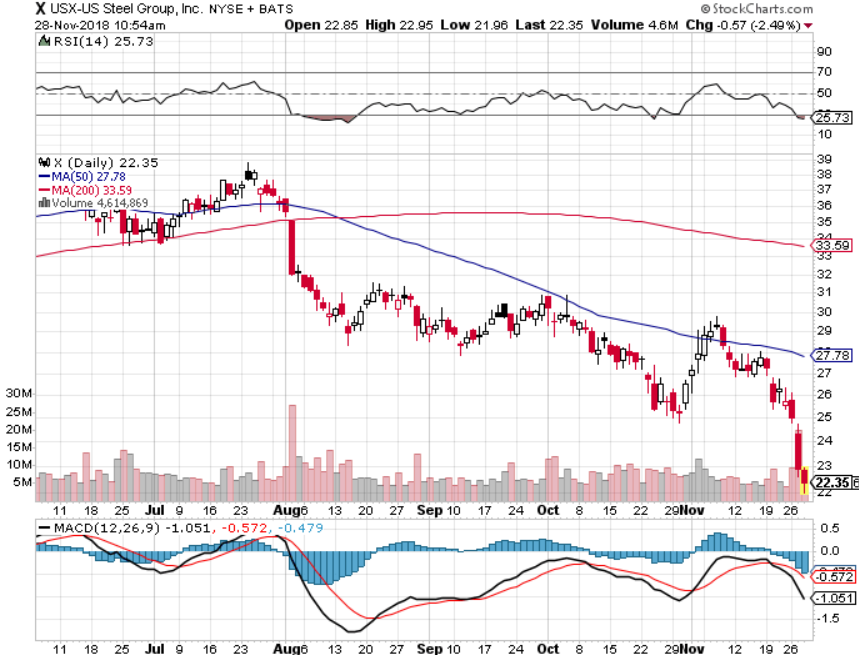 X USX-US Steel Group, Inc. NYSE + BATS © StockCharts.com
28-Nov-2018 10:54am Open 22.85 High 22.95 Low 21.96 Last 22.35 Volume 4.6M Chg -0.57 (-2.49%)
RSI(14) 25.73
90
70
50
25.73
10
X (Daily) 22.35
MA(50) 27.78
MA(200) 33.59
Volume 4,614,869
39
38
37
36
35
34
33.59
33
32
31
30
29
28
27.78
27
26
25
24
23
22.35
22
30M
25M
20M
15M
10M
5M
11 18 25 Jul 9 16 23 Aug 6 13 20 27 Sep 10 17 24 Oct 8 15 22 29 Nov 12 19 26
MACD(12,26,9) -1.051, -0.572, -0.479
0.5
0.0
-0.479
-0.572
-1.051
-1.5
11 18 25 Jul 9 16 23 Aug 6 13 20 27 Sep 10 17 24 Oct 8 15 22 29 Nov 12 19 26